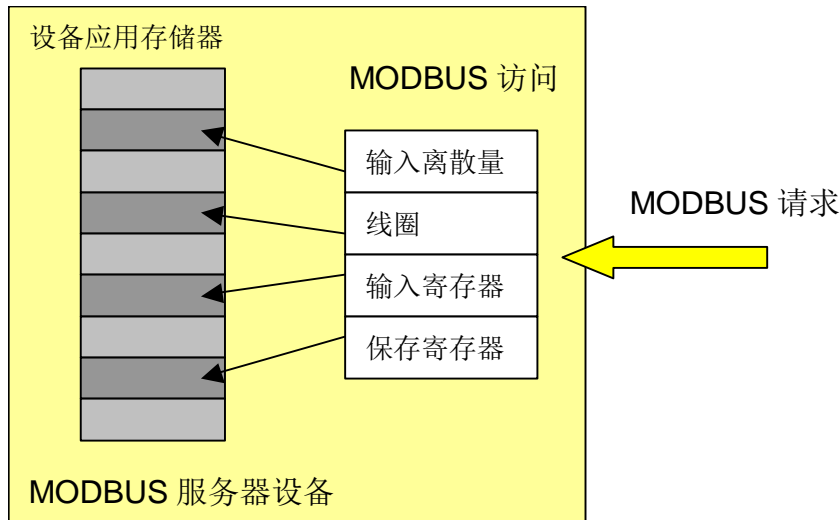 设备应用存储器
MODBUS 访问
输入离散量
线圈
输入寄存器
保存寄存器
MODBUS 请求
MODBUS 服务器设备